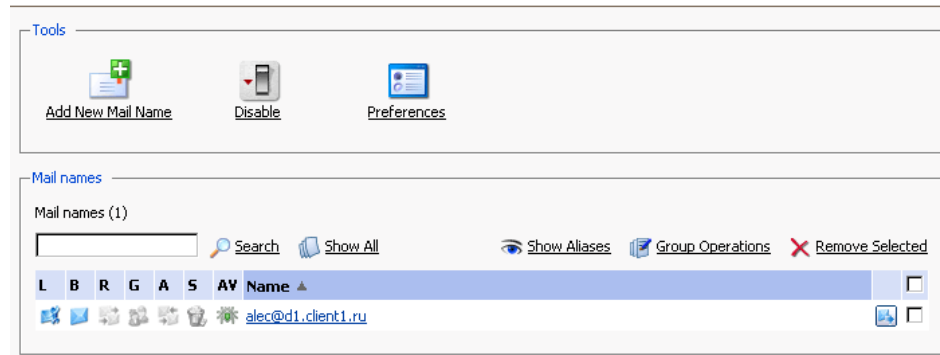 Tools
Add New Mail Name Disable Preferences
Mail names
Mail names (1)
Search Show All Show Aliases Group Operations Remove Selected
L B R G A S AV Name
alec@d1.client1.ru